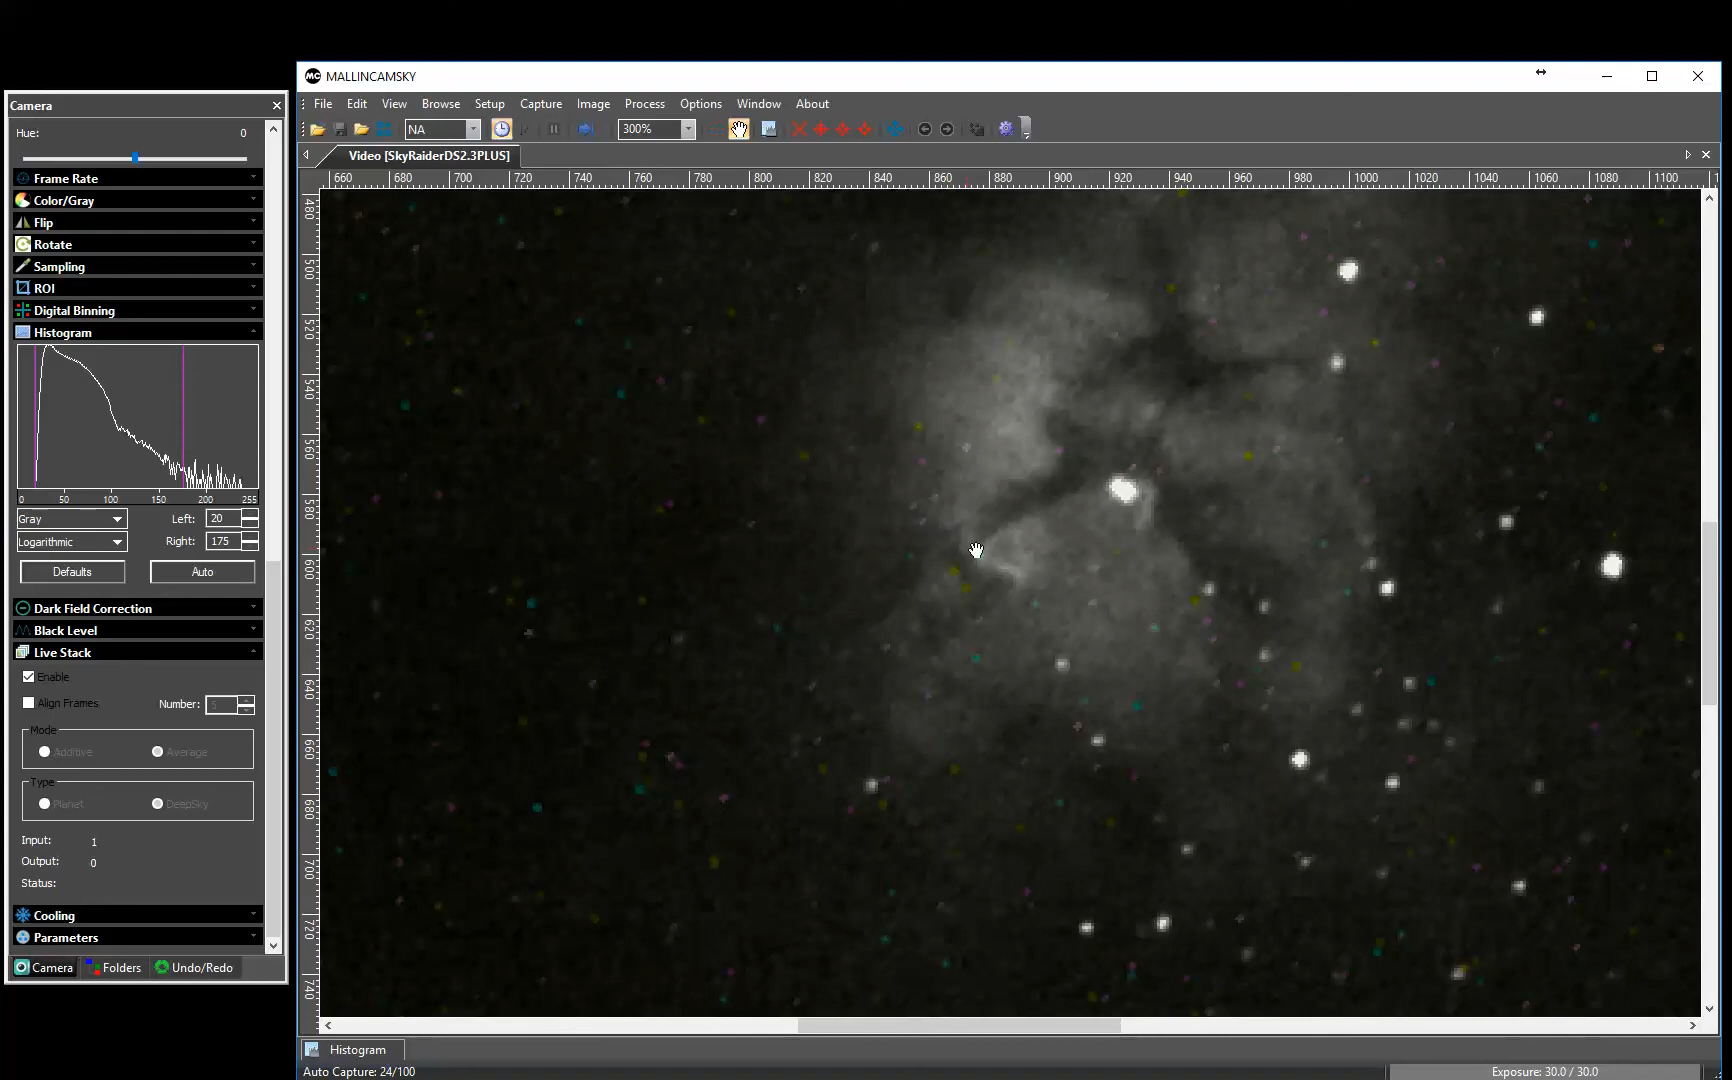 MALLINCAMSKY
File Edit View Browse Setup Capture Image Process Options Window About
NA 300%
Video [SkyRaiderDS2.3PLUS]
660 680 700 720 740 760 780 800 820 840 860 880 900 920 940 960 980 1000 1020 1040 1060 1080 1100
480
500
520
540
560
580
600
620
640
660
680
700
720
740
Camera
Hue: 0
Frame Rate
Color/Gray
Flip
Rotate
Sampling
ROI
Digital Binning
Histogram
0 50 100 150 200 255
Gray Left: 20
Logarithmic Right: 175
Defaults Auto
Dark Field Correction
Black Level
Live Stack
Enable
Align Frames Number: 5
Mode
Additive Average
Type
Planet DeepSky
Input: 1
Output: 0
Status:
Cooling
Parameters
Camera Folders Undo/Redo
Histogram
Auto Capture: 24/100 Exposure: 30.0 / 30.0